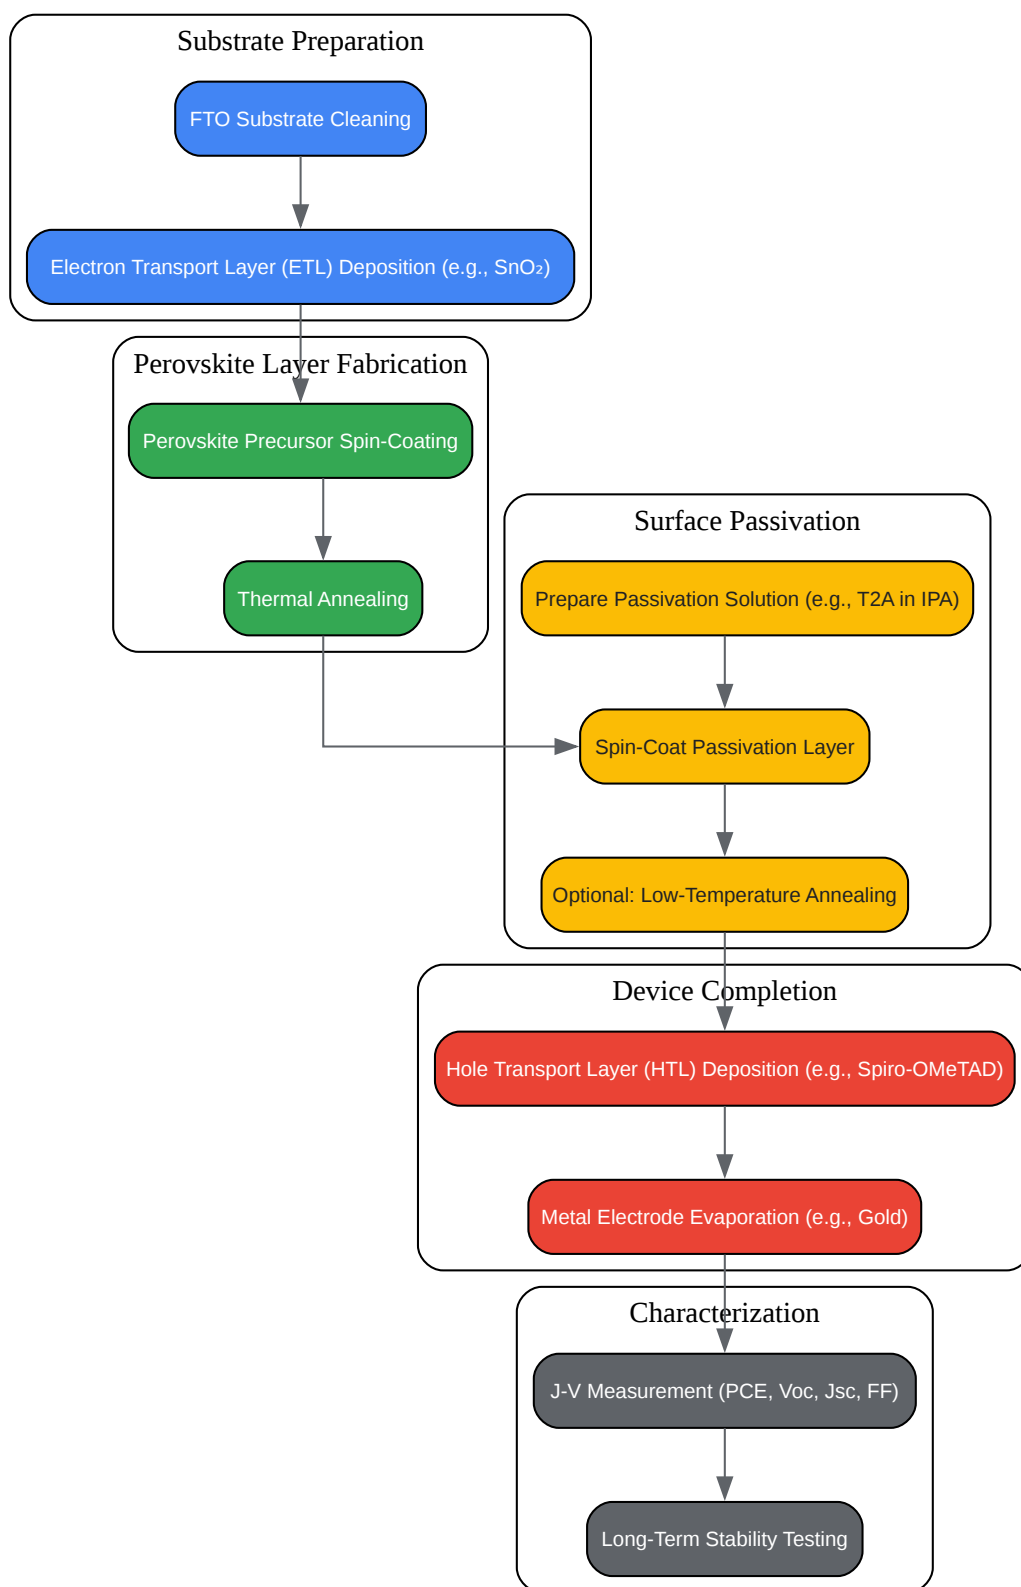 Substrate Preparation
FTO Substrate Cleaning
Electron Transport Layer (ETL) Deposition (e.g., SnO₂)
Perovskite Layer Fabrication
Perovskite Precursor Spin-Coating
Thermal Annealing
Surface Passivation
Prepare Passivation Solution (e.g., T2A in IPA)
Spin-Coat Passivation Layer
Optional: Low-Temperature Annealing
Device Completion
Hole Transport Layer (HTL) Deposition (e.g., Spiro-OMeTAD)
Metal Electrode Evaporation (e.g., Gold)
Characterization
J-V Measurement (PCE, Voc, Jsc, FF)
Long-Term Stability Testing